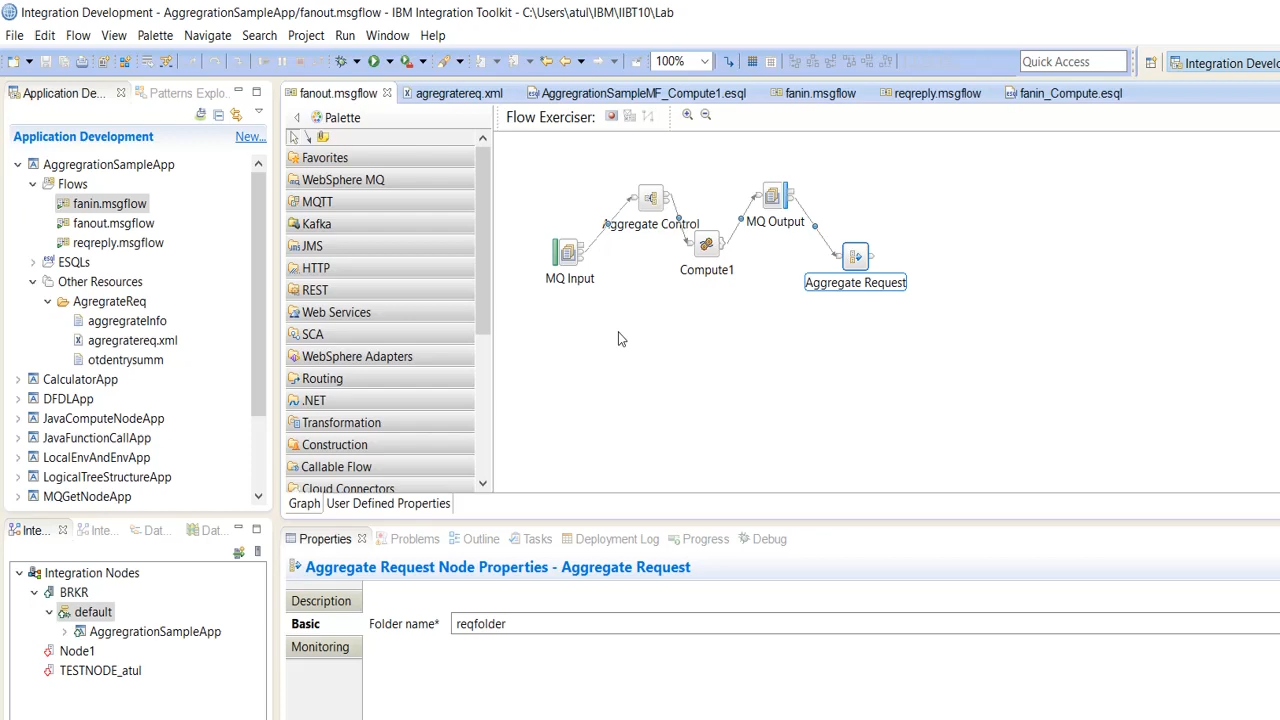 Integration Development - AggregrationSampleApp/fanout.msgflow - IBM Integration Toolkit - C:\Users\atul\IBM\IIBT10\Lab
File Edit Flow View Palette Navigate Search Project Run Window Help
100% Quick Access Integration Develo
Application De... Patterns Explo...
Application Development New...
AggregrationSampleApp
Flows
fanin.msgflow
fanout.msgflow
reqreply.msgflow
ESQLs
Other Resources
AgregrateReq
aggregrateInfo
agregratereq.xml
otdentrysumm
CalculatorApp
DFDLApp
JavaComputeNodeApp
JavaFunctionCallApp
LocalEnvAndEnvApp
LogicalTreeStructureApp
MQGetNodeApp
fanout.msgflow agregratereq.xml AggregrationSampleMF_Compute1.esql fanin.msgflow reqreply.msgflow fanin_Compute.esql
Palette
Flow Exerciser:
Favorites
WebSphere MQ
MQTT
Kafka
JMS
HTTP
REST
Web Services
SCA
WebSphere Adapters
Routing
.NET
Transformation
Construction
Callable Flow
Cloud Connectors
MQ Input
Aggregate Control
Compute1
MQ Output
Aggregate Request
Graph User Defined Properties
Inte... Inte... Dat... Dat...
Integration Nodes
BRKR
default
AggregrationSampleApp
Node1
TESTNODE_atul
Properties Problems Outline Tasks Deployment Log Progress Debug
Aggregate Request Node Properties - Aggregate Request
Description
Basic
Monitoring
Folder name* reqfolder